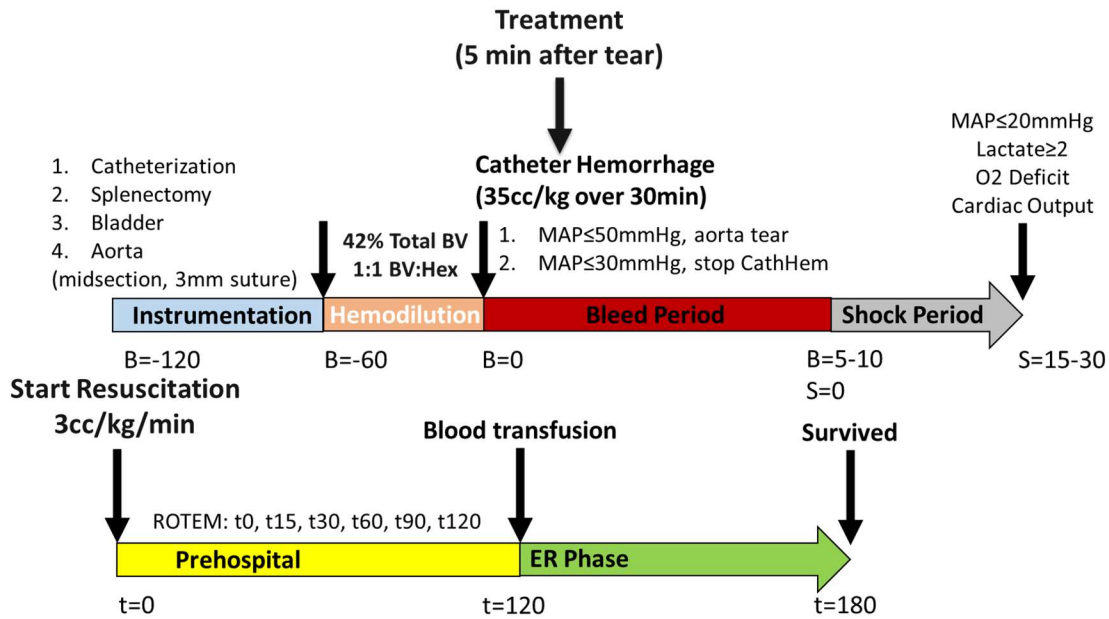 Treatment
(5 min after tear)
Catheter Hemorrhage
(35cc/kg over 30min)
1. MAP≤50mmHg, aorta tear
2. MAP≤30mmHg, stop CathHem
MAP≤20mmHg
Lactate≥2
O2 Deficit
Cardiac Output
1. Catheterization
2. Splenectomy
3. Bladder
4. Aorta
(midsection, 3mm suture)
42% Total BV
1:1 BV:Hex
Instrumentation
Hemodilution
Bleed Period
Shock Period
B=-120
B=-60
B=0
B=5-10
S=0
S=15-30
Start Resuscitation
3cc/kg/min
Blood transfusion
Survived
ROTEM: t0, t15, t30, t60, t90, t120
Prehospital
ER Phase
t=0
t=120
t=180